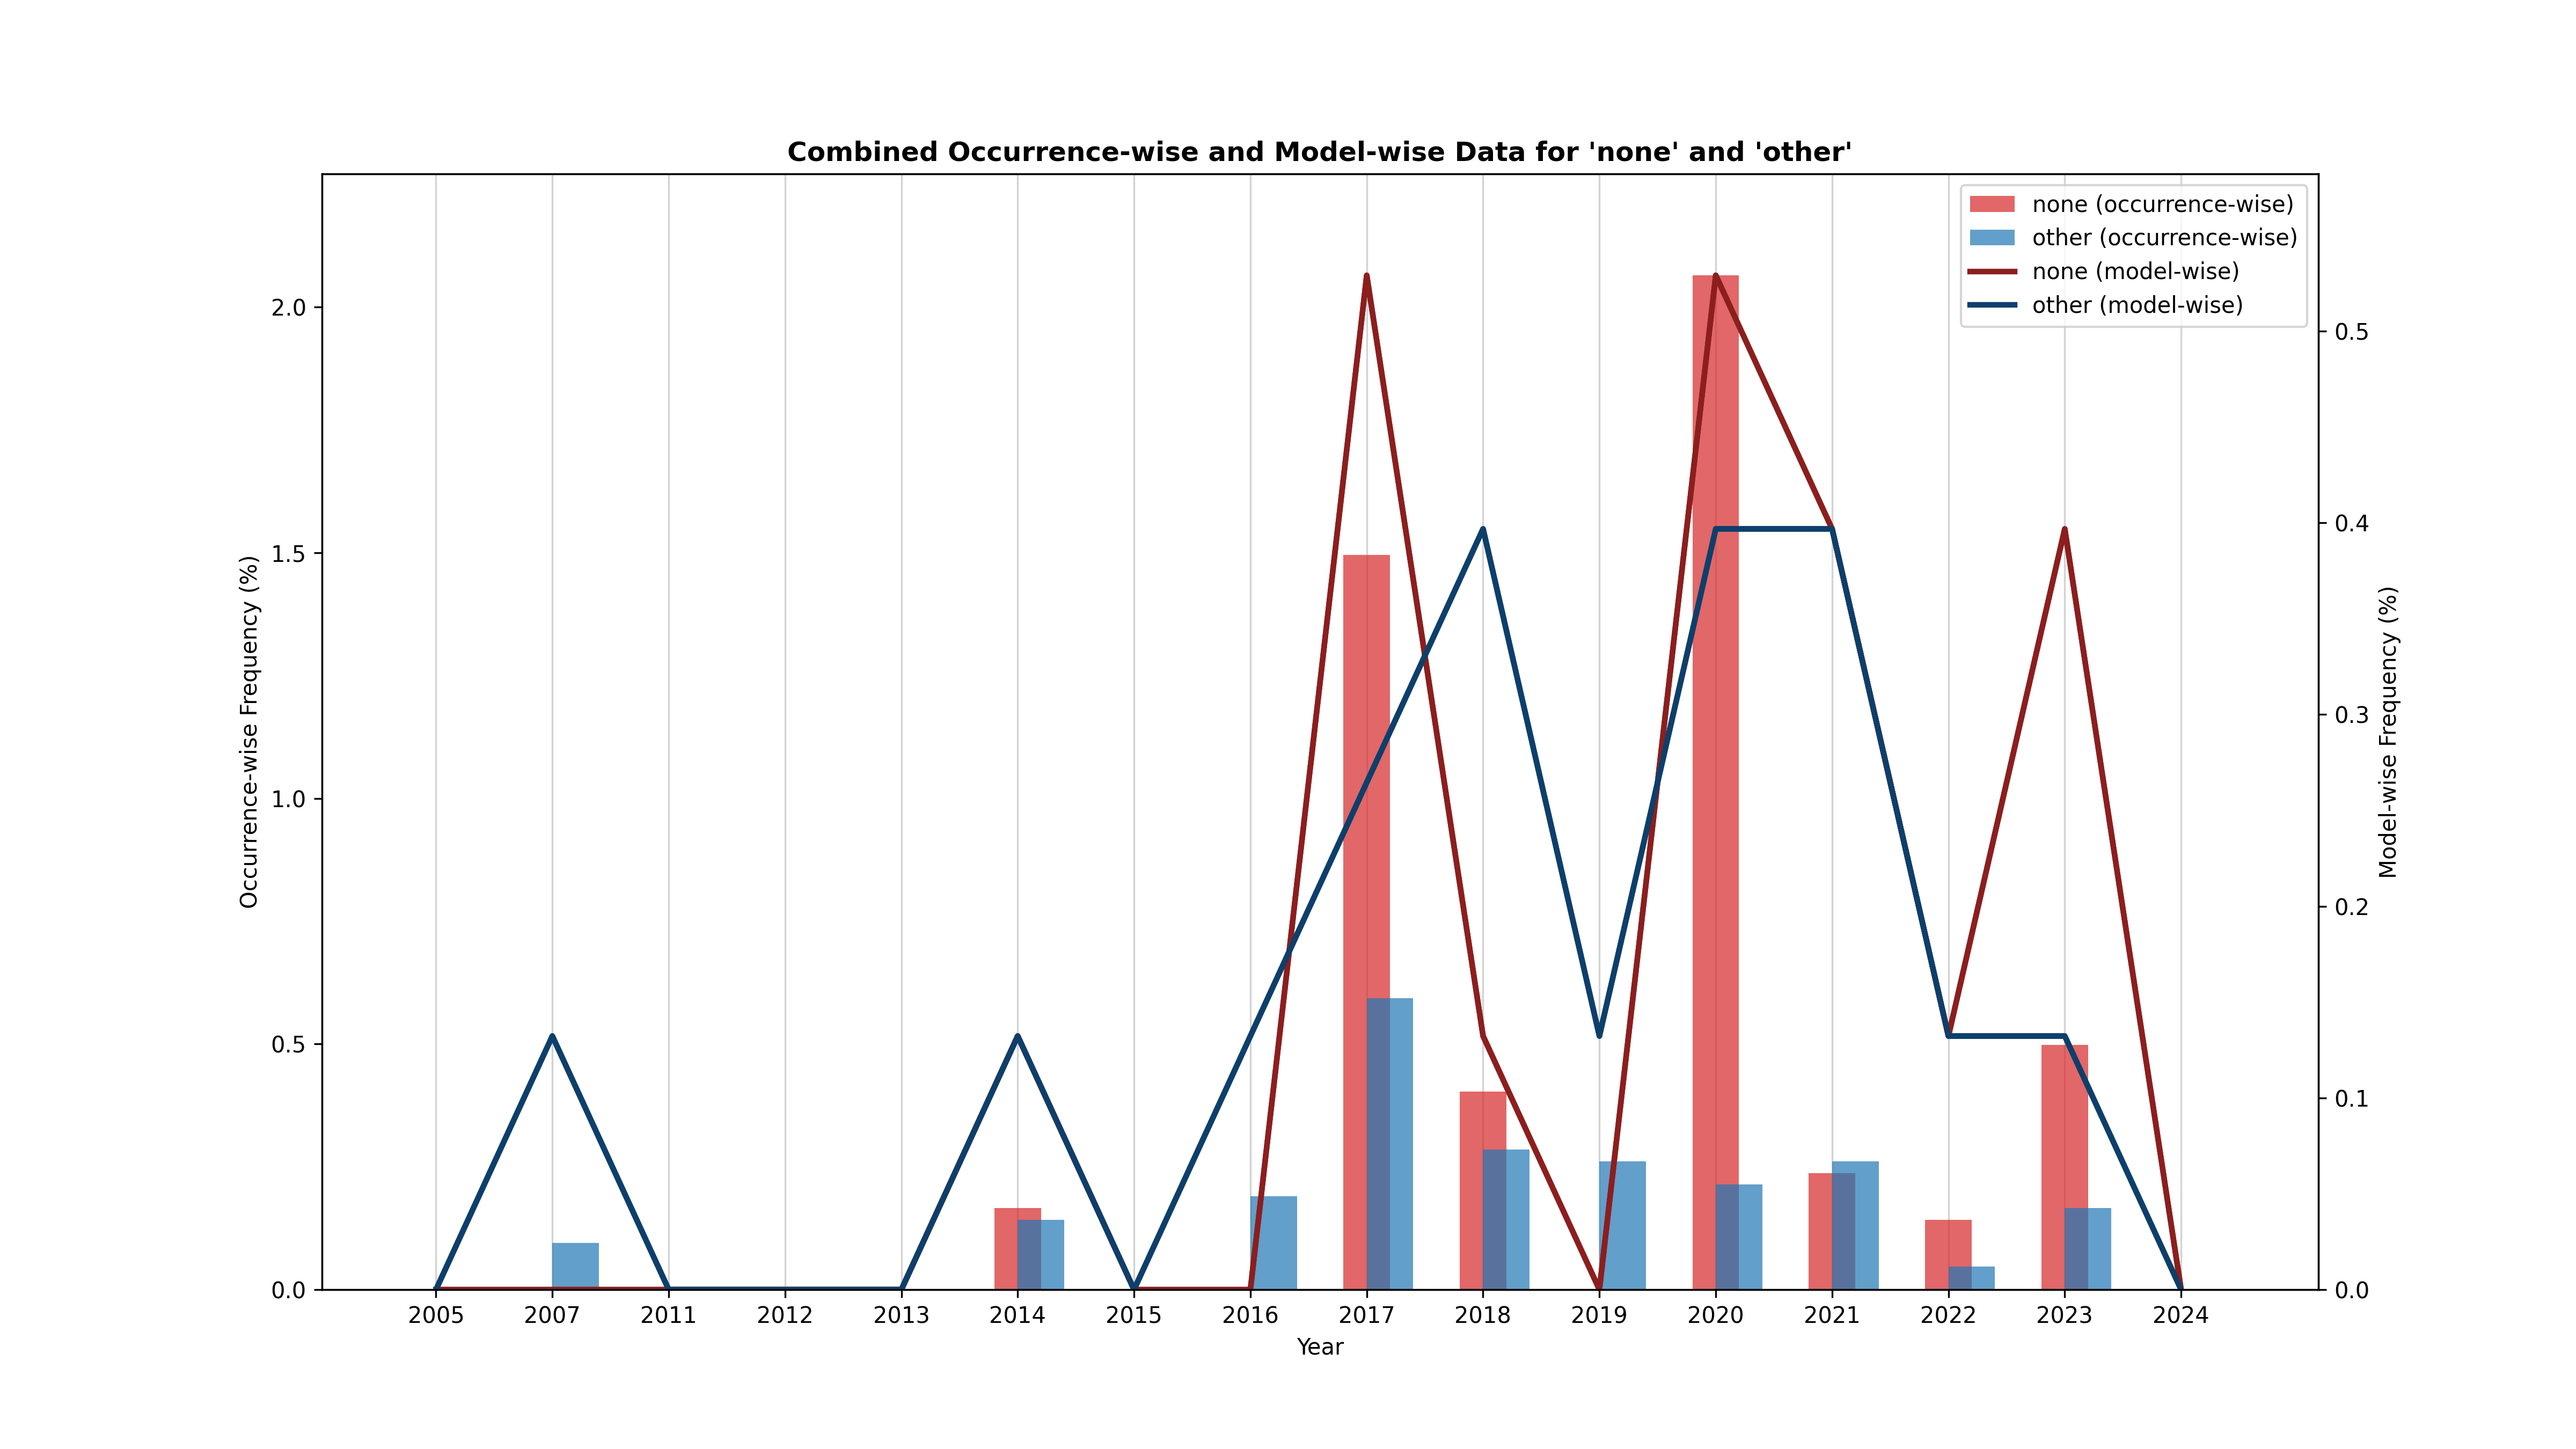 Combined Occurrence-wise and Model-wise Data for 'none' and 'other'
none (occurrence-wise)
other (occurrence-wise)
none (model-wise)
other (model-wise)
Occurrence-wise Frequency (%)
2.0
1.5
1.0
0.5
0.0
Model-wise Frequency (%)
0.5
0.4
0.3
0.2
0.1
0.0
2005 2007 2011 2012 2013 2014 2015 2016 2017 2018 2019 2020 2021 2022 2023 2024
Year